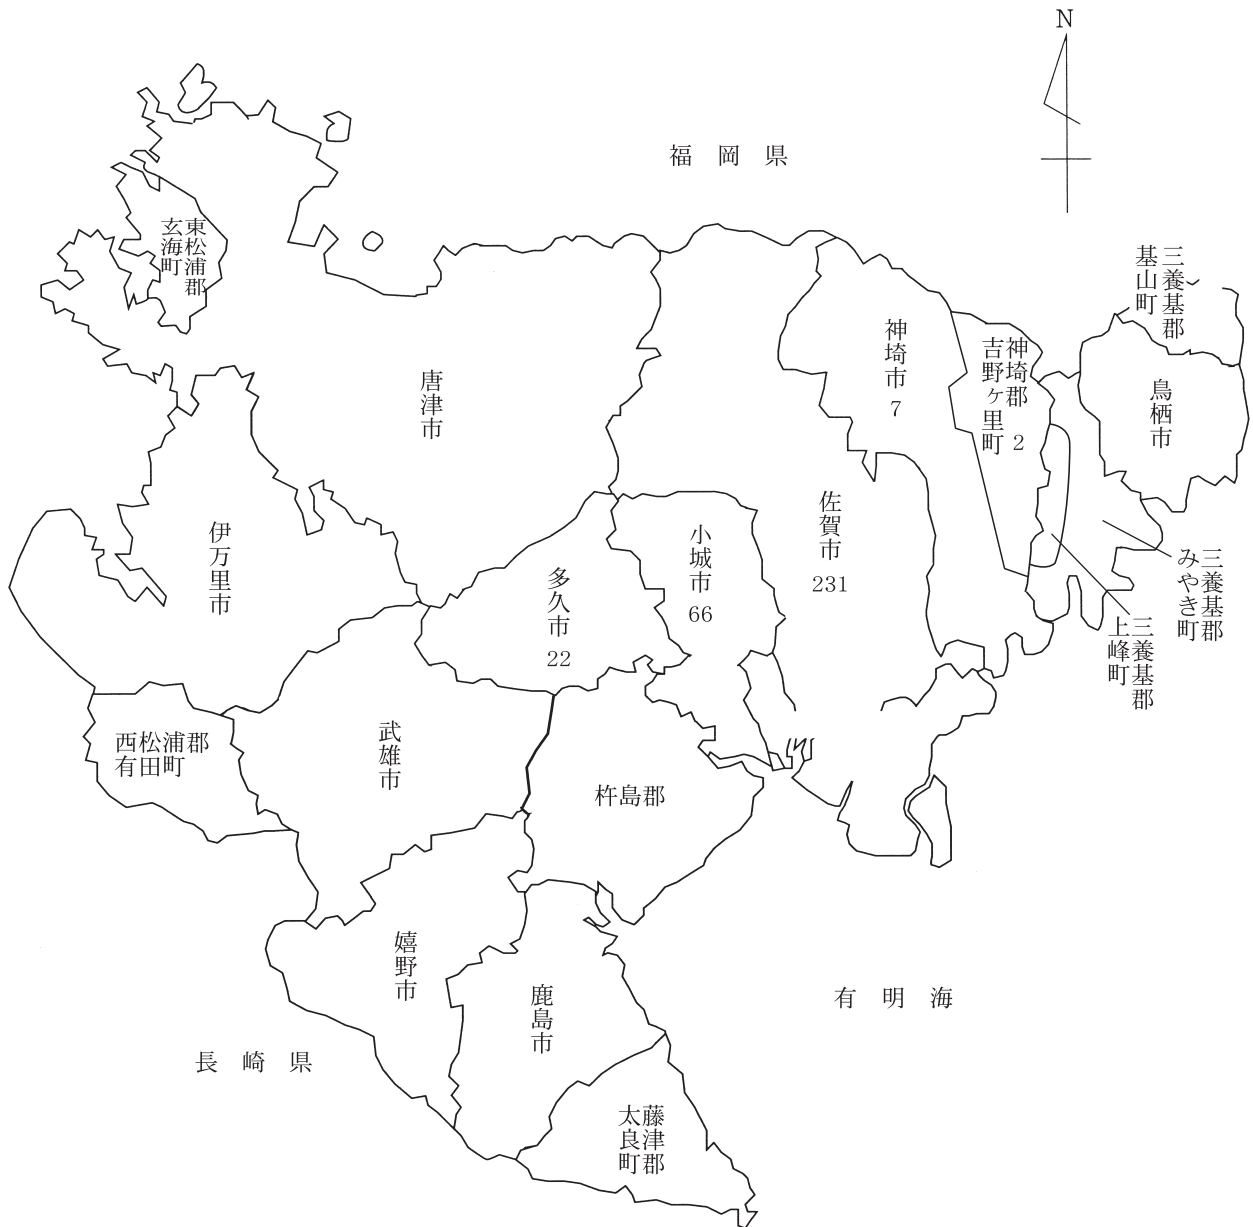 N
福岡県
東松浦郡
玄海町
三養基郡
基山町
神埼市
7
神埼郡
吉野ヶ里町
2
鳥栖市
唐津市
佐賀市
231
小城市
66
伊万里市
多久市
22
三養基郡
みやき町
三養基郡
上峰町
西松浦郡
有田町
武雄市
杵島郡
嬉野市
鹿島市
有明海
長崎県
藤津郡
太良町